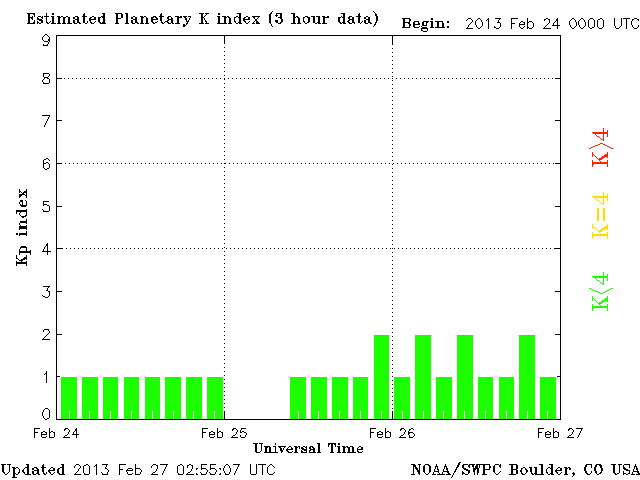 Estimated Planetary K index (3 hour data) Begin: 2013 Feb 24 0000 UTC
9
8
7
6
5
4
3
2
1
0
Kp index
K>4
K=4
K<4
Feb 24 Feb 25 Feb 26 Feb 27
Universal Time
Updated 2013 Feb 27 02:55:07 UTC NOAA/SWPC Boulder, CO USA